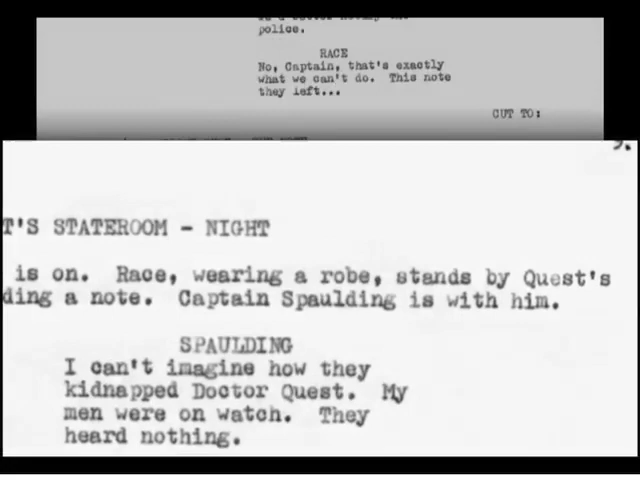 police.
RACE
No, Captain, that's exactly
what we can't do. This note
they left...
CUT TO:
9.
T'S STATEROOM - NIGHT
is on. Race, wearing a robe, stands by Quest's
ding a note. Captain Spaulding is with him.
SPAULDING
I can't imagine how they
kidnapped Doctor Quest. My
men were on watch. They
heard nothing.